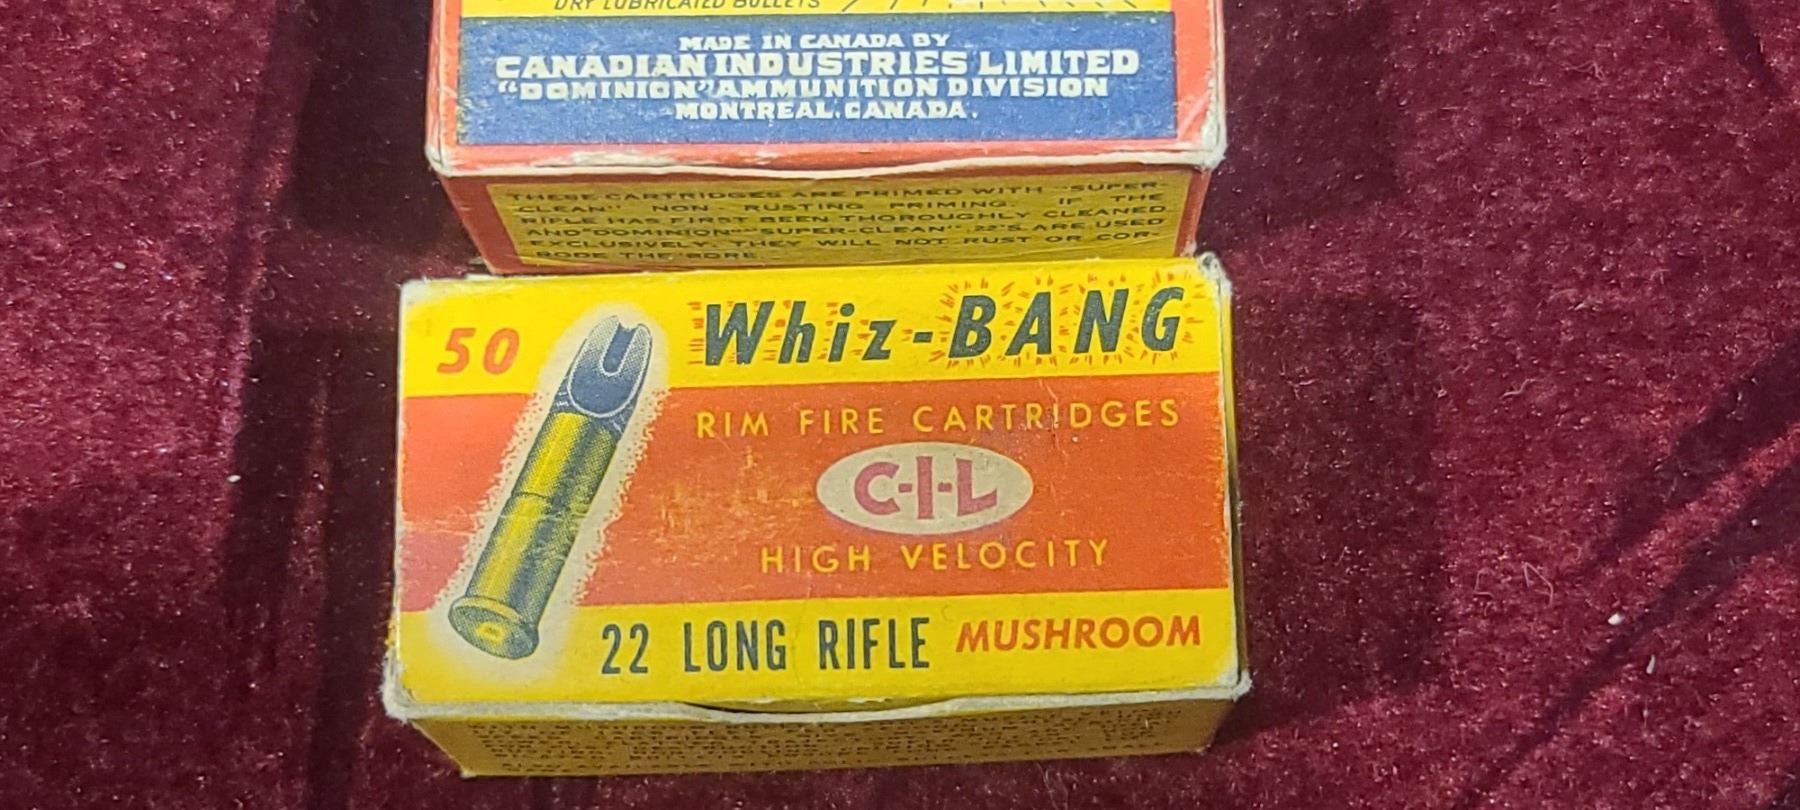 DRY LUBRICATED BULLETS
MADE IN CANADA BY
CANADIAN INDUSTRIES LIMITED
"DOMINION" AMMUNITION DIVISION
MONTREAL, CANADA.
THESE CARTRIDGES ARE PRIMED WITH "SUPER-
CLEAN" NON RUSTING PRIMING. IF THE
RIFLE HAS FIRST BEEN THOROUGHLY CLEANED
AND "DOMINION" "SUPER-CLEAN" .22'S ARE USED
EXCLUSIVELY, THEY WILL NOT RUST OR COR-
RODE THE BORE.
50
Whiz-BANG
RIM FIRE CARTRIDGES
C-I-L
HIGH VELOCITY
22 LONG RIFLE MUSHROOM